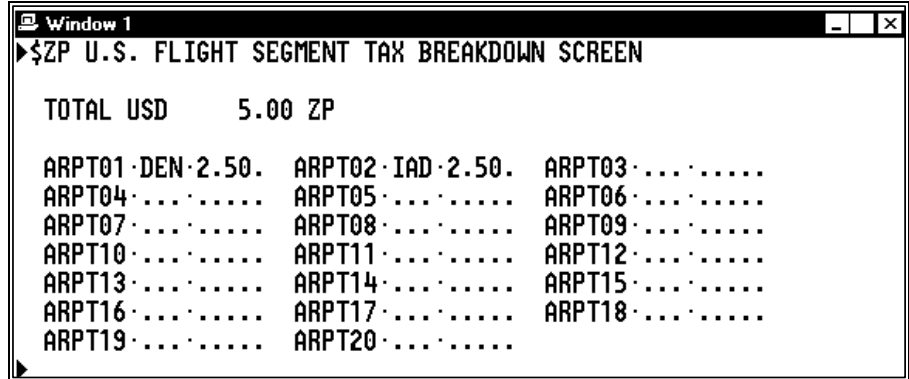 Window 1
▶$ZP U.S. FLIGHT SEGMENT TAX BREAKDOWN SCREEN
TOTAL USD 5.00 ZP
ARPT01·DEN·2.50. ARPT02·IAD·2.50. ARPT03·...·.....
ARPT04·...·..... ARPT05·...·..... ARPT06·...·.....
ARPT07·...·..... ARPT08·...·..... ARPT09·...·.....
ARPT10·...·..... ARPT11·...·..... ARPT12·...·.....
ARPT13·...·..... ARPT14·...·..... ARPT15·...·.....
ARPT16·...·..... ARPT17·...·..... ARPT18·...·.....
ARPT19·...·..... ARPT20·...·.....
▶